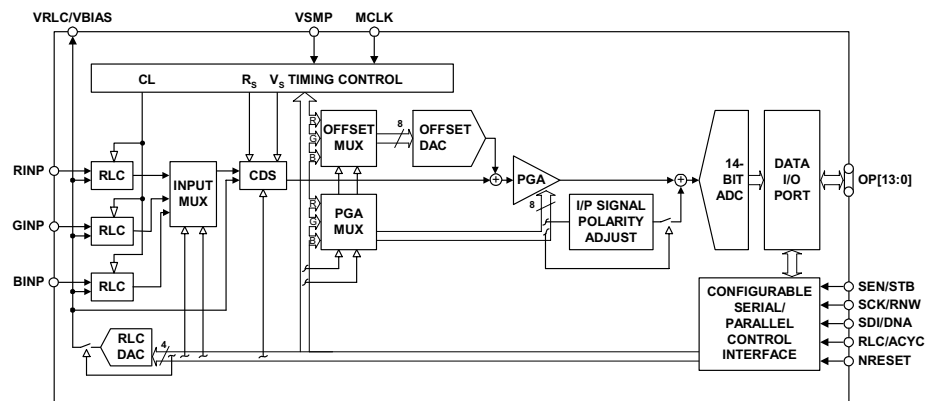 VRLC/VBIAS
VSMP
MCLK
CL
RS
VS TIMING CONTROL
R
G
B
OFFSET
MUX
8
OFFSET
DAC
RINP
RLC
INPUT
MUX
CDS
+
PGA
+
14-
BIT
ADC
DATA
I/O
PORT
OP[13:0]
GINP
RLC
R
G
B
PGA
MUX
8
I/P SIGNAL
POLARITY
ADJUST
BINP
RLC
CONFIGURABLE
SERIAL/
PARALLEL
CONTROL
INTERFACE
SEN/STB
SCK/RNW
SDI/DNA
RLC/ACYC
NRESET
RLC
DAC
4